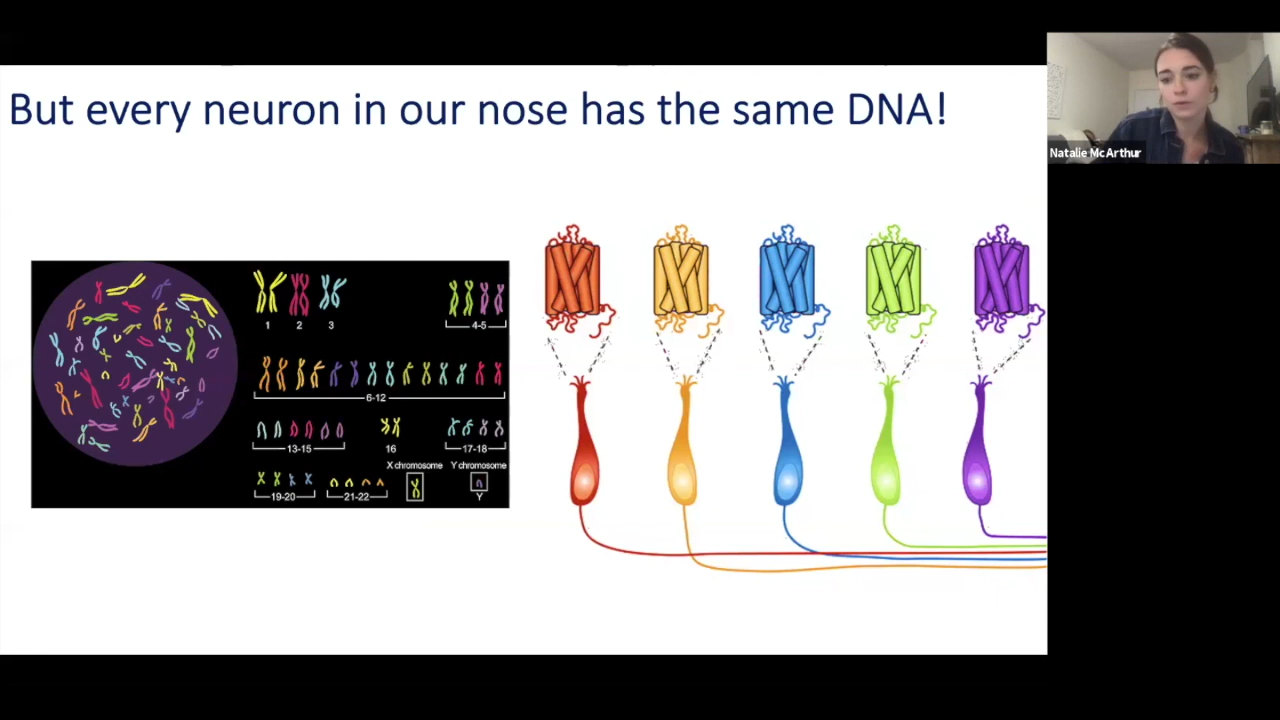 But every neuron in our nose has the same DNA!
Natalie McArthur
1 2 3 4-5
6-12
13-15 16 17-18
X chromosome Y chromosome
19-20 21-22 Y